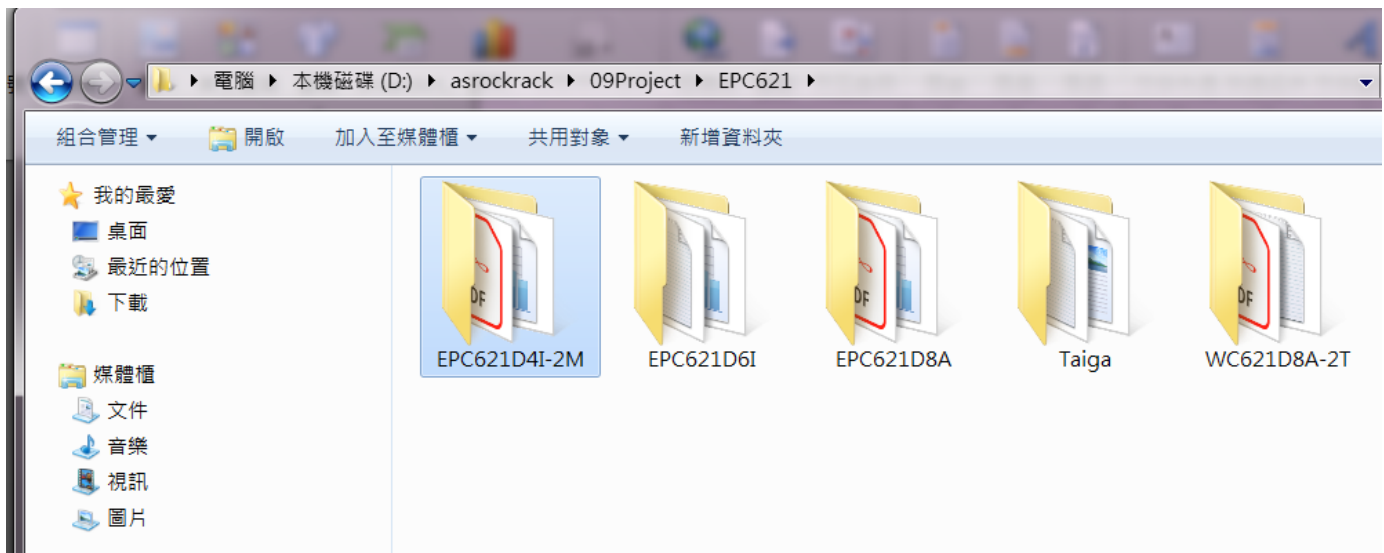 電腦 ▸ 本機磁碟 (D:) ▸ asrockrack ▸ 09Project ▸ EPC621 ▸
組合管理 開啟 加入至媒體櫃 共用對象 新增資料夾
我的最愛
桌面
最近的位置
下載
媒體櫃
文件
音樂
視訊
圖片
PDF PDF PDF
EPC621D4I-2M EPC621D6I EPC621D8A Taiga WC621D8A-2T